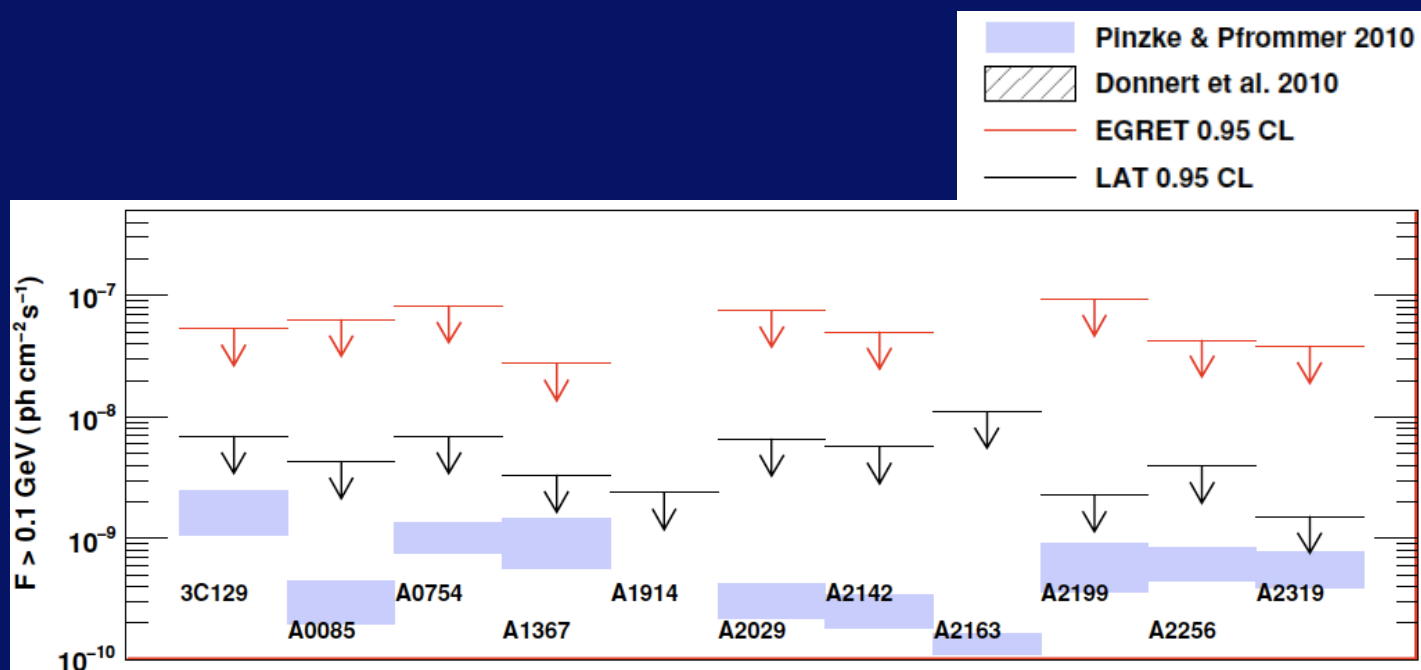 Pinzke & Pfrommer 2010
Donnert et al. 2010
EGRET 0.95 CL
LAT 0.95 CL
F > 0.1 GeV (ph cm⁻²s⁻¹)
10⁻⁷
10⁻⁸
10⁻⁹
10⁻¹⁰
3C129
A0085
A0754
A1367
A1914
A2029
A2142
A2163
A2199
A2256
A2319